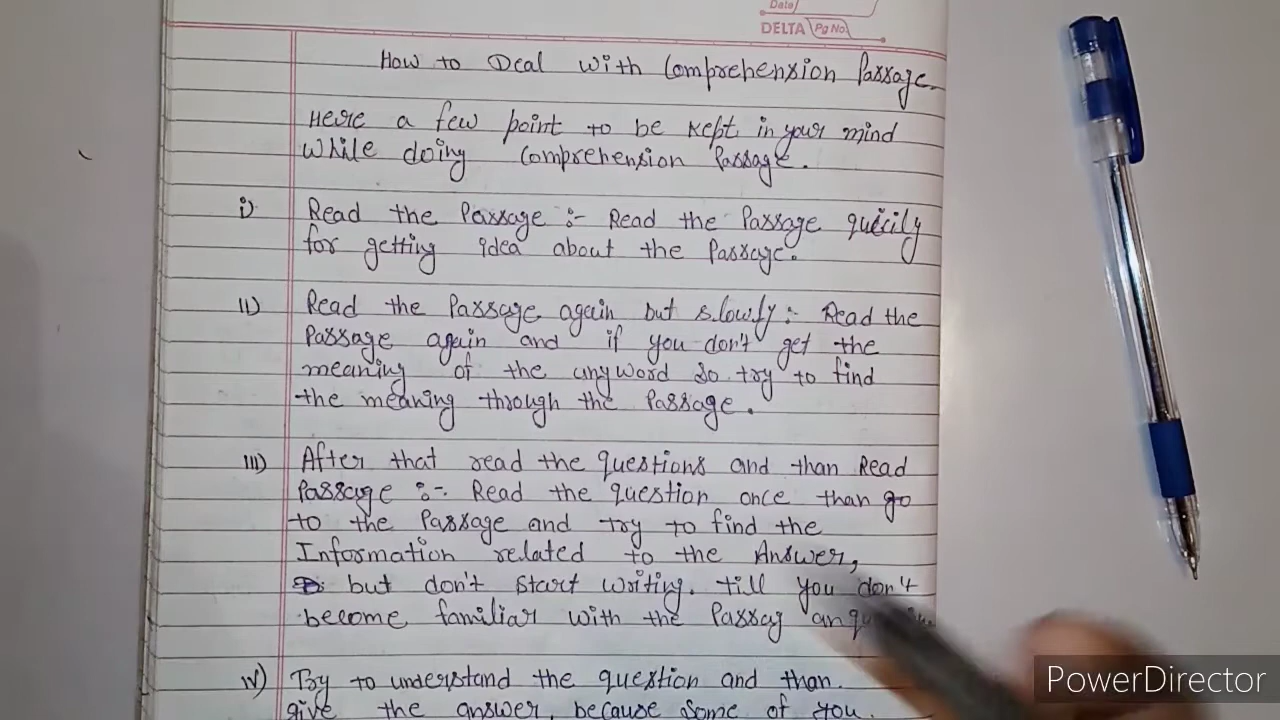 Date
DELTA Pg No.
How to Deal with Comprehension Passage.
Here a few point to be kept in your mind
while doing Comprehension Passage.
i) Read the Passage :- Read the Passage quicily
for getting idea about the Passage.
ii) Read the Passage again but slowly :- Read the
Passage again and if you don't get the
meaning of the anyword so try to find
the meaning through the Passage.
iii) After that read the questions and than Read
Passage :- Read the question once than go
to the Passage and try to find the
Information related to the Answer,
but don't start writing. till you don't
become familiar with the Passag
iv) Try to understand the question and than.
give the answer, because some of you.
PowerDirector